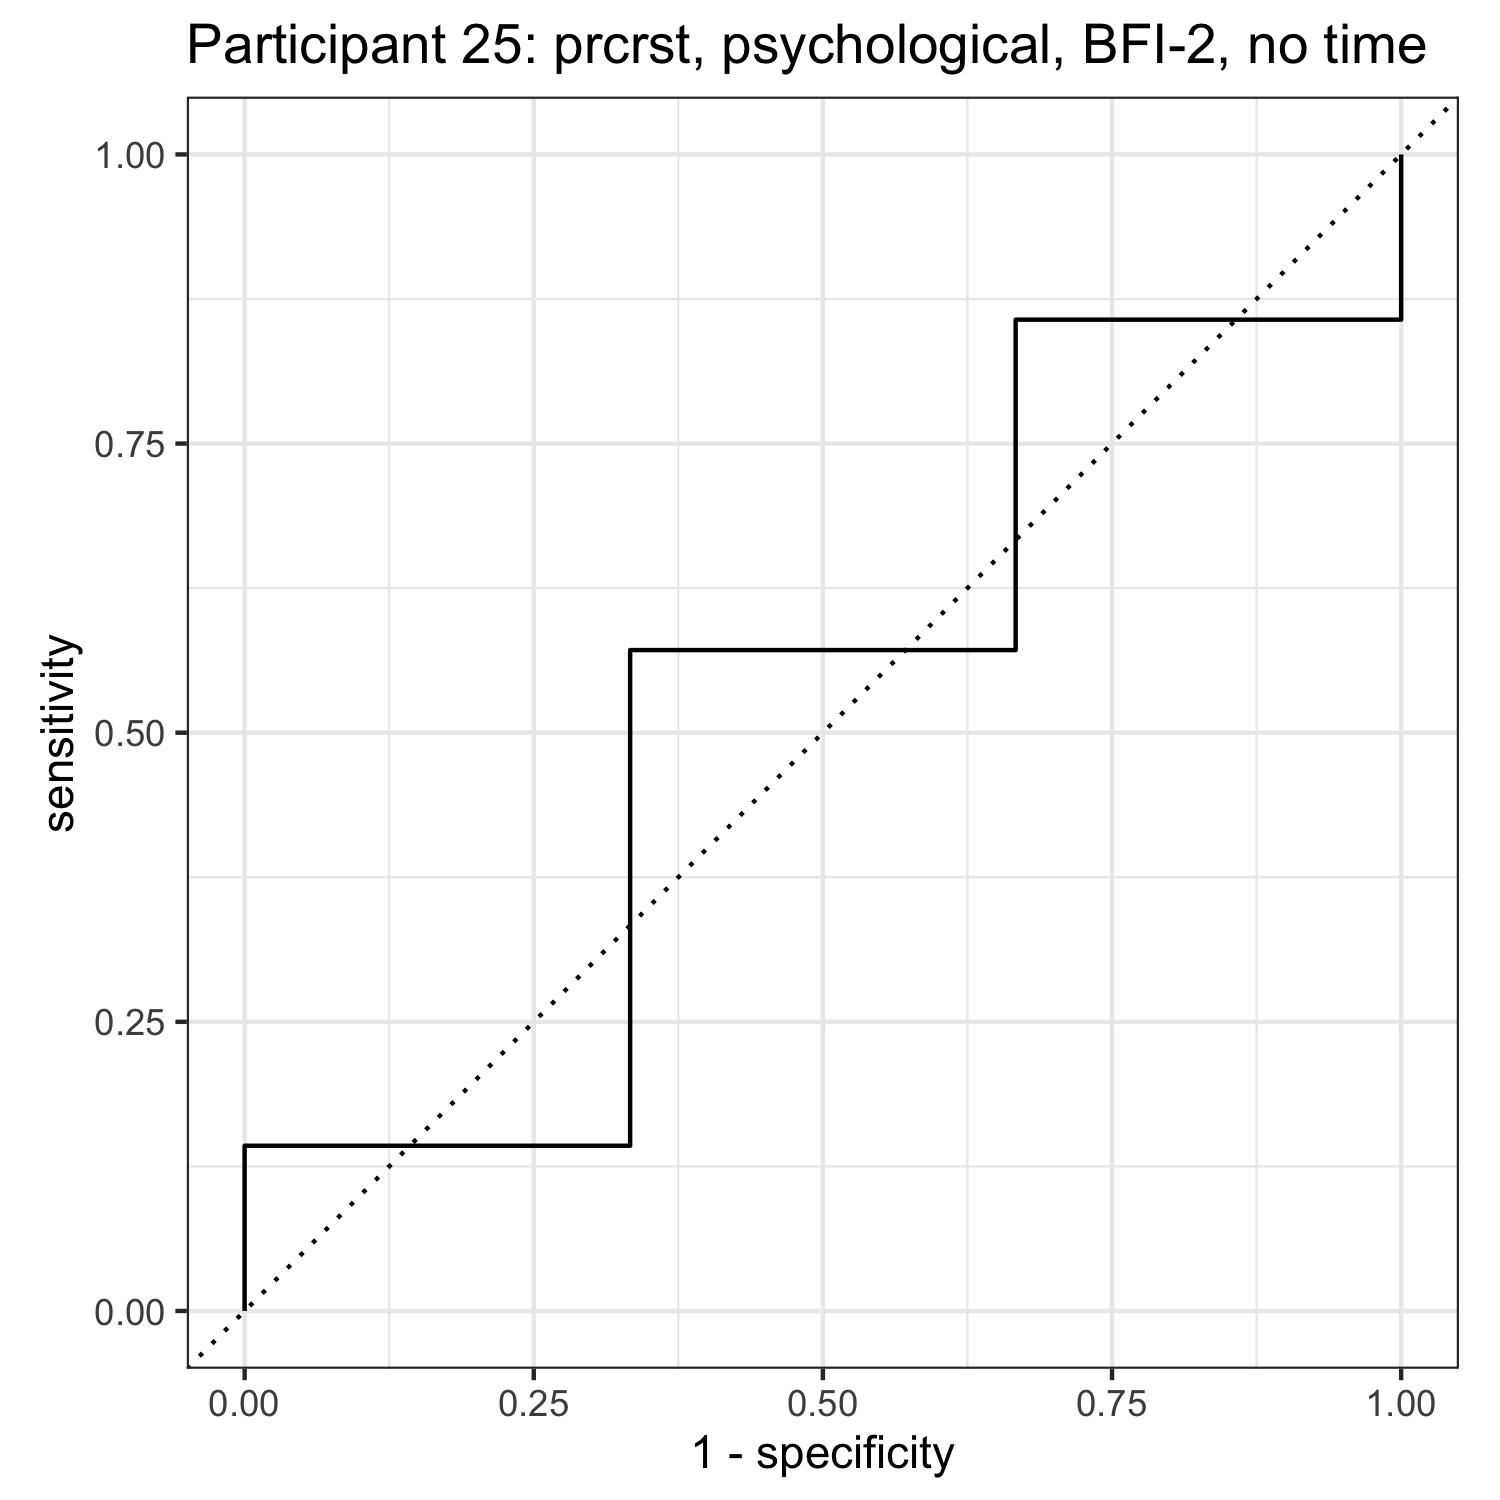 Participant 25: prcrst, psychological, BFI-2, no time
1.00
0.75
0.50
0.25
0.00
sensitivity
0.00 0.25 0.50 0.75 1.00
1 - specificity